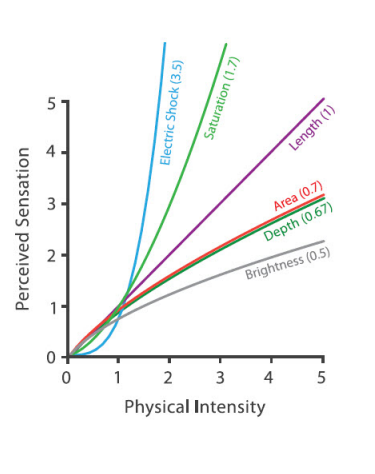 Electric Shock (3.5)
Saturation (1.7)
Length (1)
Area (0.7)
Depth (0.67)
Brightness (0.5)
Perceived Sensation
5
4
3
2
1
0
0 1 2 3 4 5
Physical Intensity